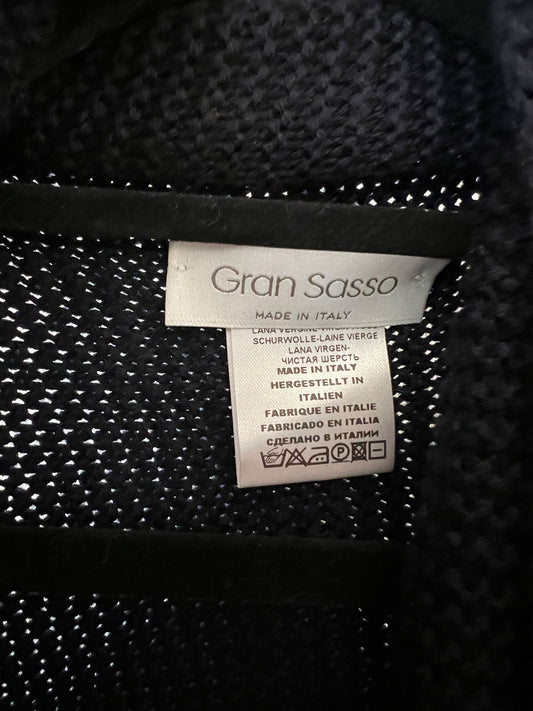 Gran Sasso
MADE IN ITALY
LANA VERGINE
SCHURWOLLE-LAINE VIERGE
LANA VIRGEN-
ЧИСТАЯ ШЕРСТЬ
MADE IN ITALY
HERGESTELLT IN
ITALIEN
FABRIQUE EN ITALIE
FABRICADO EN ITALIA
СДЕЛАНО В ИТАЛИИ
P